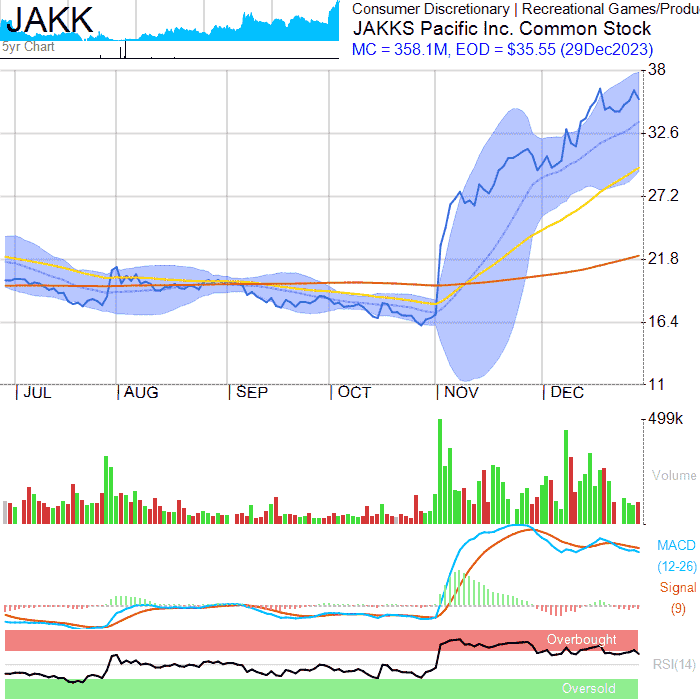 JAKK
5yr Chart
Consumer Discretionary | Recreational Games/Produ
JAKKS Pacific Inc. Common Stock
MC = 358.1M, EOD = $35.55 (29Dec2023)
38
32.6
27.2
21.8
16.4
11
JUL
AUG
SEP
OCT
NOV
DEC
499k
Volume
MACD
(12-26)
Signal
(9)
Overbought
RSI(14)
Oversold